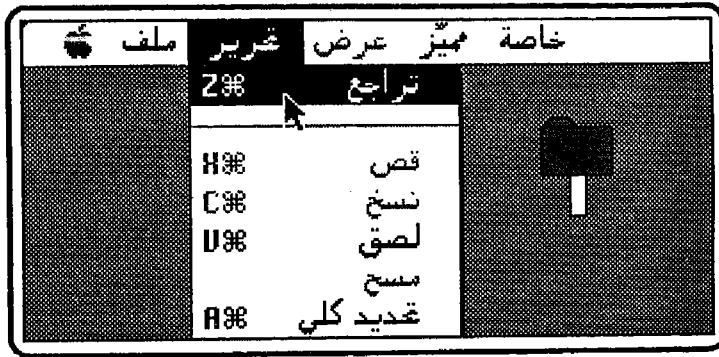 خاصة مميّز عرض تحرير ملف
تراجع ⌘Z
قص ⌘X
نسخ ⌘C
لصق ⌘V
مسح
تحديد كلي ⌘A